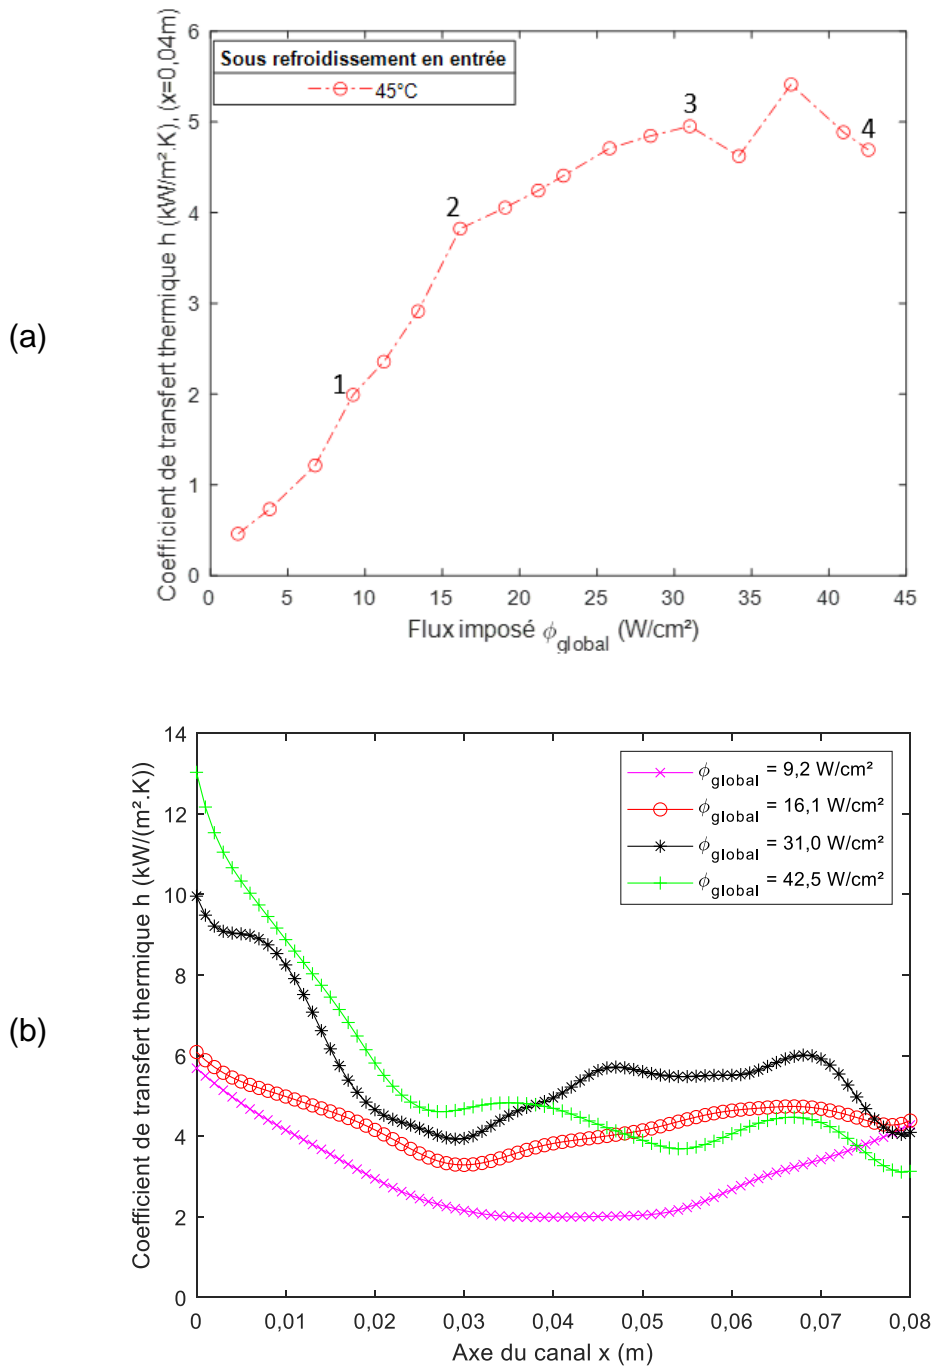 (a)
Coefficient de transfert thermique h (kW/m².K), (x=0,04m)
6
5
4
3
2
1
0
Sous refroidissement en entrée
45°C
1
2
3
4
0 5 10 15 20 25 30 35 40 45
Flux imposé ϕglobal (W/cm²)
(b)
Coefficient de transfert thermique h (kW/(m².K))
14
12
10
8
6
4
2
0
ϕglobal = 9,2 W/cm²
ϕglobal = 16,1 W/cm²
ϕglobal = 31,0 W/cm²
ϕglobal = 42,5 W/cm²
0 0,01 0,02 0,03 0,04 0,05 0,06 0,07 0,08
Axe du canal x (m)